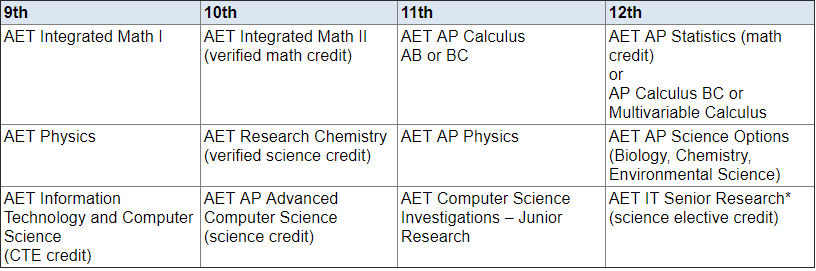 9th
10th
11th
12th
AET Integrated Math I
AET Integrated Math II
(verified math credit)
AET AP Calculus
AB or BC
AET AP Statistics (math
credit)
or
AP Calculus BC or
Multivariable Calculus
AET Physics
AET Research Chemistry
(verified science credit)
AET AP Physics
AET AP Science Options
(Biology, Chemistry,
Environmental Science)
AET Information
Technology and Computer
Science
(CTE credit)
AET AP Advanced
Computer Science
(science credit)
AET Computer Science
Investigations – Junior
Research
AET IT Senior Research*
(science elective credit)